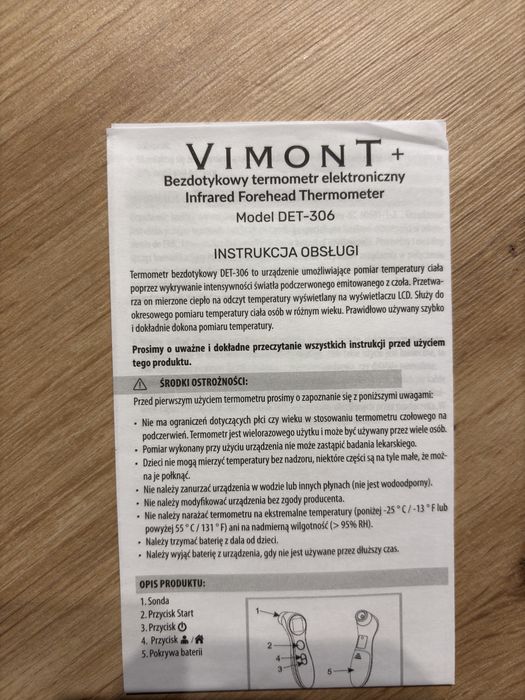 VIMONT +
Bezdotykowy termometr elektroniczny
Infrared Forehead Thermometer
Model DET-306
INSTRUKCJA OBSŁUGI
Termometr bezdotykowy DET-306 to urządzenie umożliwiające pomiar temperatury ciała
poprzez wykrywanie intensywności światła podczerwonego emitowanego z czoła. Przetwa-
rza on mierzone ciepło na odczyt temperatury wyświetlany na wyświetlaczu LCD. Służy do
okresowego pomiaru temperatury ciała osób w różnym wieku. Prawidłowo używany szybko
i dokładnie dokona pomiaru temperatury.
Prosimy o uważne i dokładne przeczytanie wszystkich instrukcji przed użyciem
tego produktu.
ŚRODKI OSTROŻNOŚCI:
Przed pierwszym użyciem termometru prosimy o zapoznanie się z poniższymi uwagami:
• Nie ma ograniczeń dotyczących płci czy wieku w stosowaniu termometru czołowego na
podczerwień. Termometr jest wielorazowego użytku i może być używany przez wiele osób.
• Pomiar wykonany przy użyciu urządzenia nie może zastąpić badania lekarskiego.
• Dzieci nie mogą mierzyć temperatury bez nadzoru, niektóre części są na tyle małe, że moż-
na je połknąć.
• Nie należy zanurzać urządzenia w wodzie lub innych płynach (nie jest wodoodporny).
• Nie należy modyfikować urządzenia bez zgody producenta.
• Nie należy narażać termometru na ekstremalne temperatury (poniżej -25 °C / -13 °F lub
powyżej 55 °C / 131 °F) ani na nadmierną wilgotność (> 95% RH).
• Należy trzymać baterię z dala od dzieci.
• Należy wyjąć baterię z urządzenia, gdy nie jest używane przez dłuższy czas.
OPIS PRODUKTU:
1. Sonda
2. Przycisk Start
3. Przycisk
4. Przycisk /
5. Pokrywa baterii
1
2
4
3
5